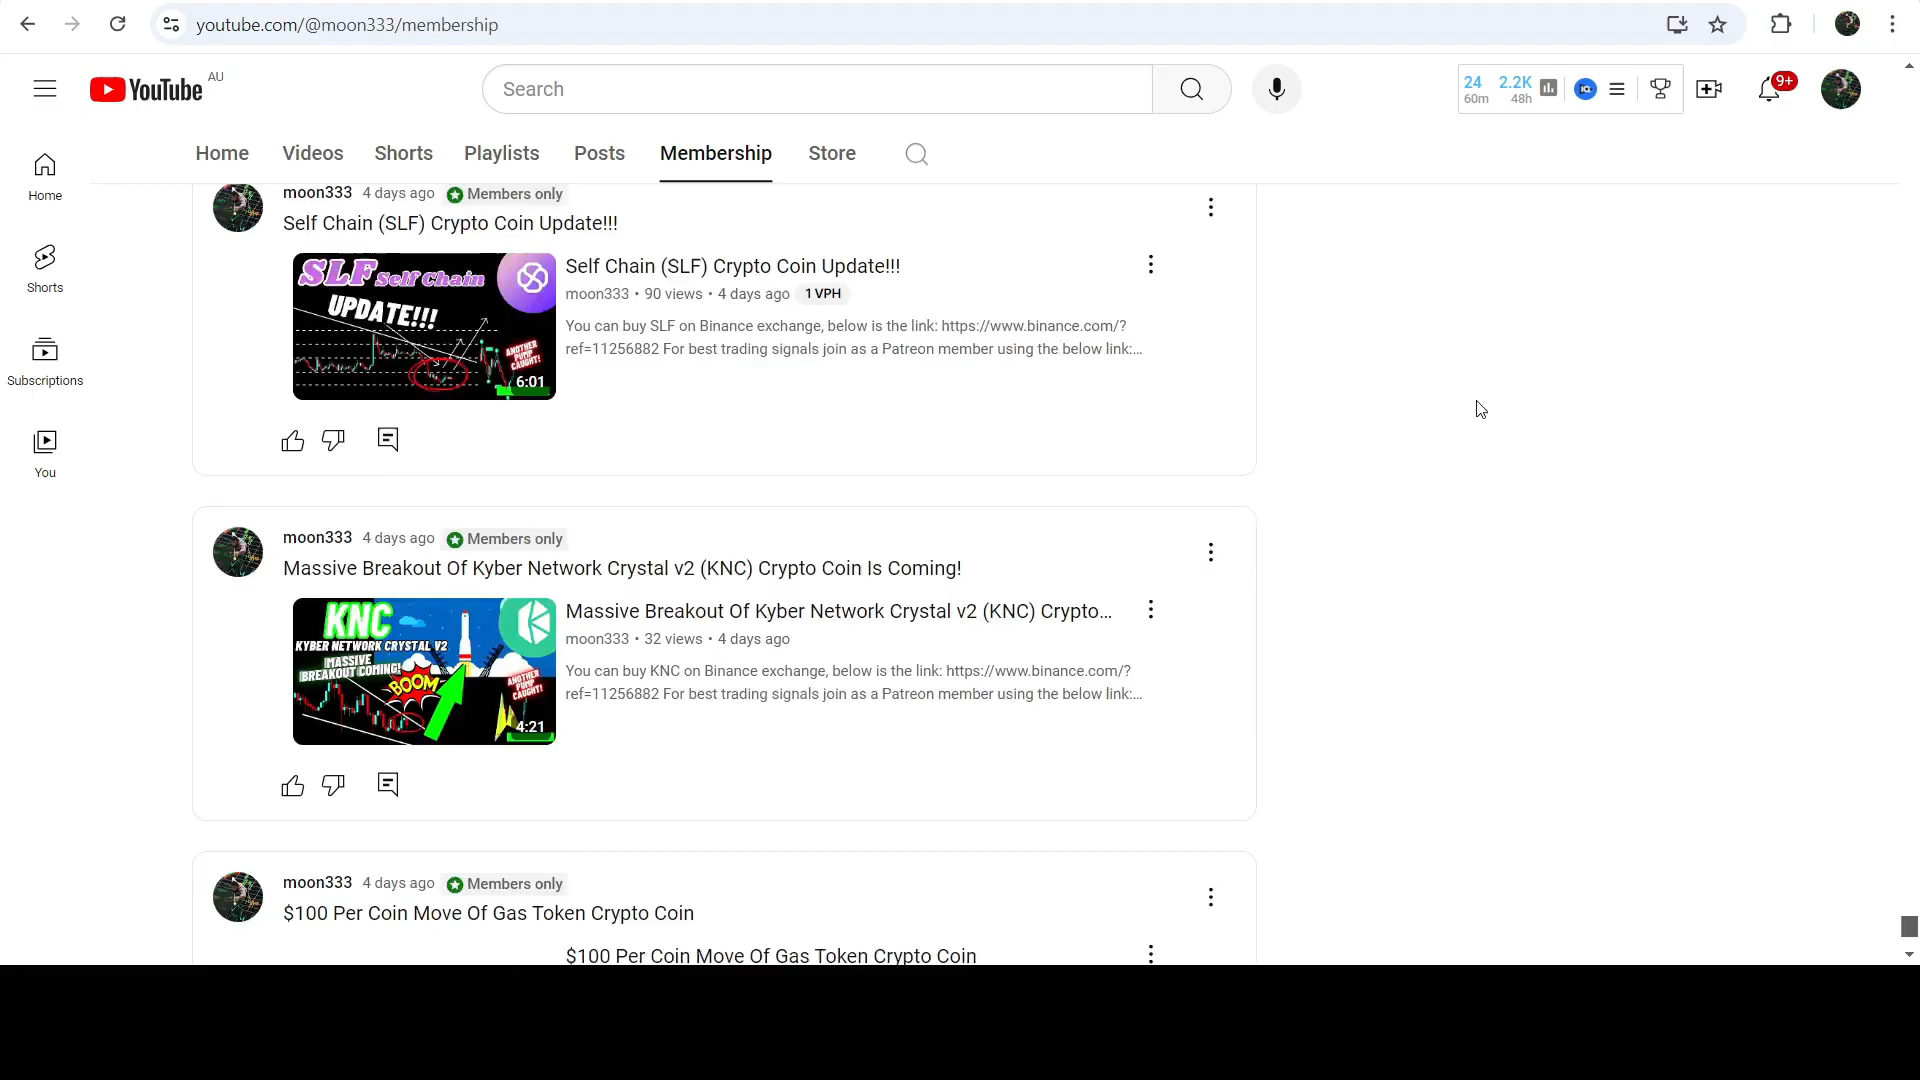 youtube.com/@moon333/membership
YouTube AU
Search
24 2.2K
60m 48h
IQ
9+
Home Videos Shorts Playlists Posts Membership Store
Home
Shorts
Subscriptions
You
moon333 4 days ago Members only
Self Chain (SLF) Crypto Coin Update!!!
SLF Self Chain
UPDATE!!!
ANOTHER
PUMP
CAUGHT!
6:01
Self Chain (SLF) Crypto Coin Update!!!
moon333 • 90 views • 4 days ago 1 VPH
You can buy SLF on Binance exchange, below is the link: https://www.binance.com/?
ref=11256882 For best trading signals join as a Patreon member using the below link:...
moon333 4 days ago Members only
Massive Breakout Of Kyber Network Crystal v2 (KNC) Crypto Coin Is Coming!
KNC
KYBER NETWORK CRYSTAL V2
MASSIVE
BREAKOUT COMING!
BOOM
ANOTHER
PUMP
CAUGHT!
4:21
Massive Breakout Of Kyber Network Crystal v2 (KNC) Crypto...
moon333 • 32 views • 4 days ago
You can buy KNC on Binance exchange, below is the link: https://www.binance.com/?
ref=11256882 For best trading signals join as a Patreon member using the below link:...
moon333 4 days ago Members only
$100 Per Coin Move Of Gas Token Crypto Coin
$100 Per Coin Move Of Gas Token Crypto Coin